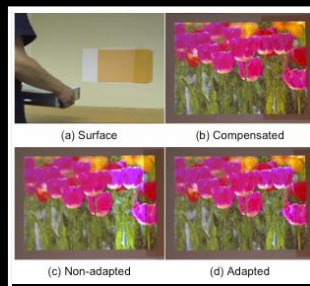 (a) Surface
(b) Compensated
(c) Non-adapted
(d) Adapted